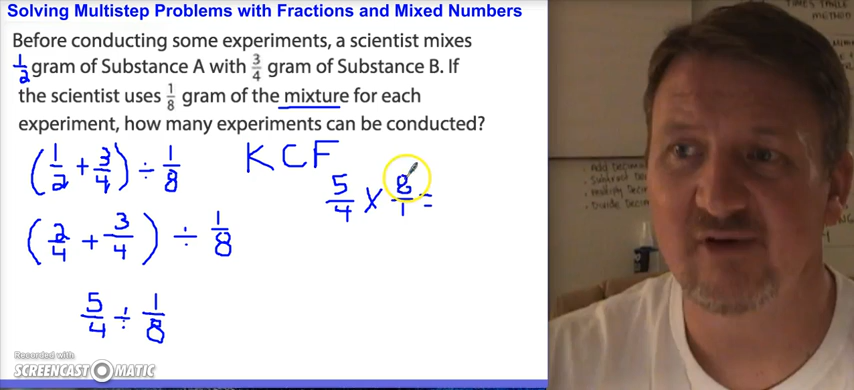 Solving Multistep Problems with Fractions and Mixed Numbers
Before conducting some experiments, a scientist mixes
1/2 gram of Substance A with 3/4 gram of Substance B. If
the scientist uses 1/8 gram of the mixture for each
experiment, how many experiments can be conducted?
(1/2 + 3/4) ÷ 1/8
KCF
5/4 x 8/1 =
(2/4 + 3/4) ÷ 1/8
5/4 ÷ 1/8
Recorded with
SCREENCAST-O-MATIC
TIMES TABLE
METHOD